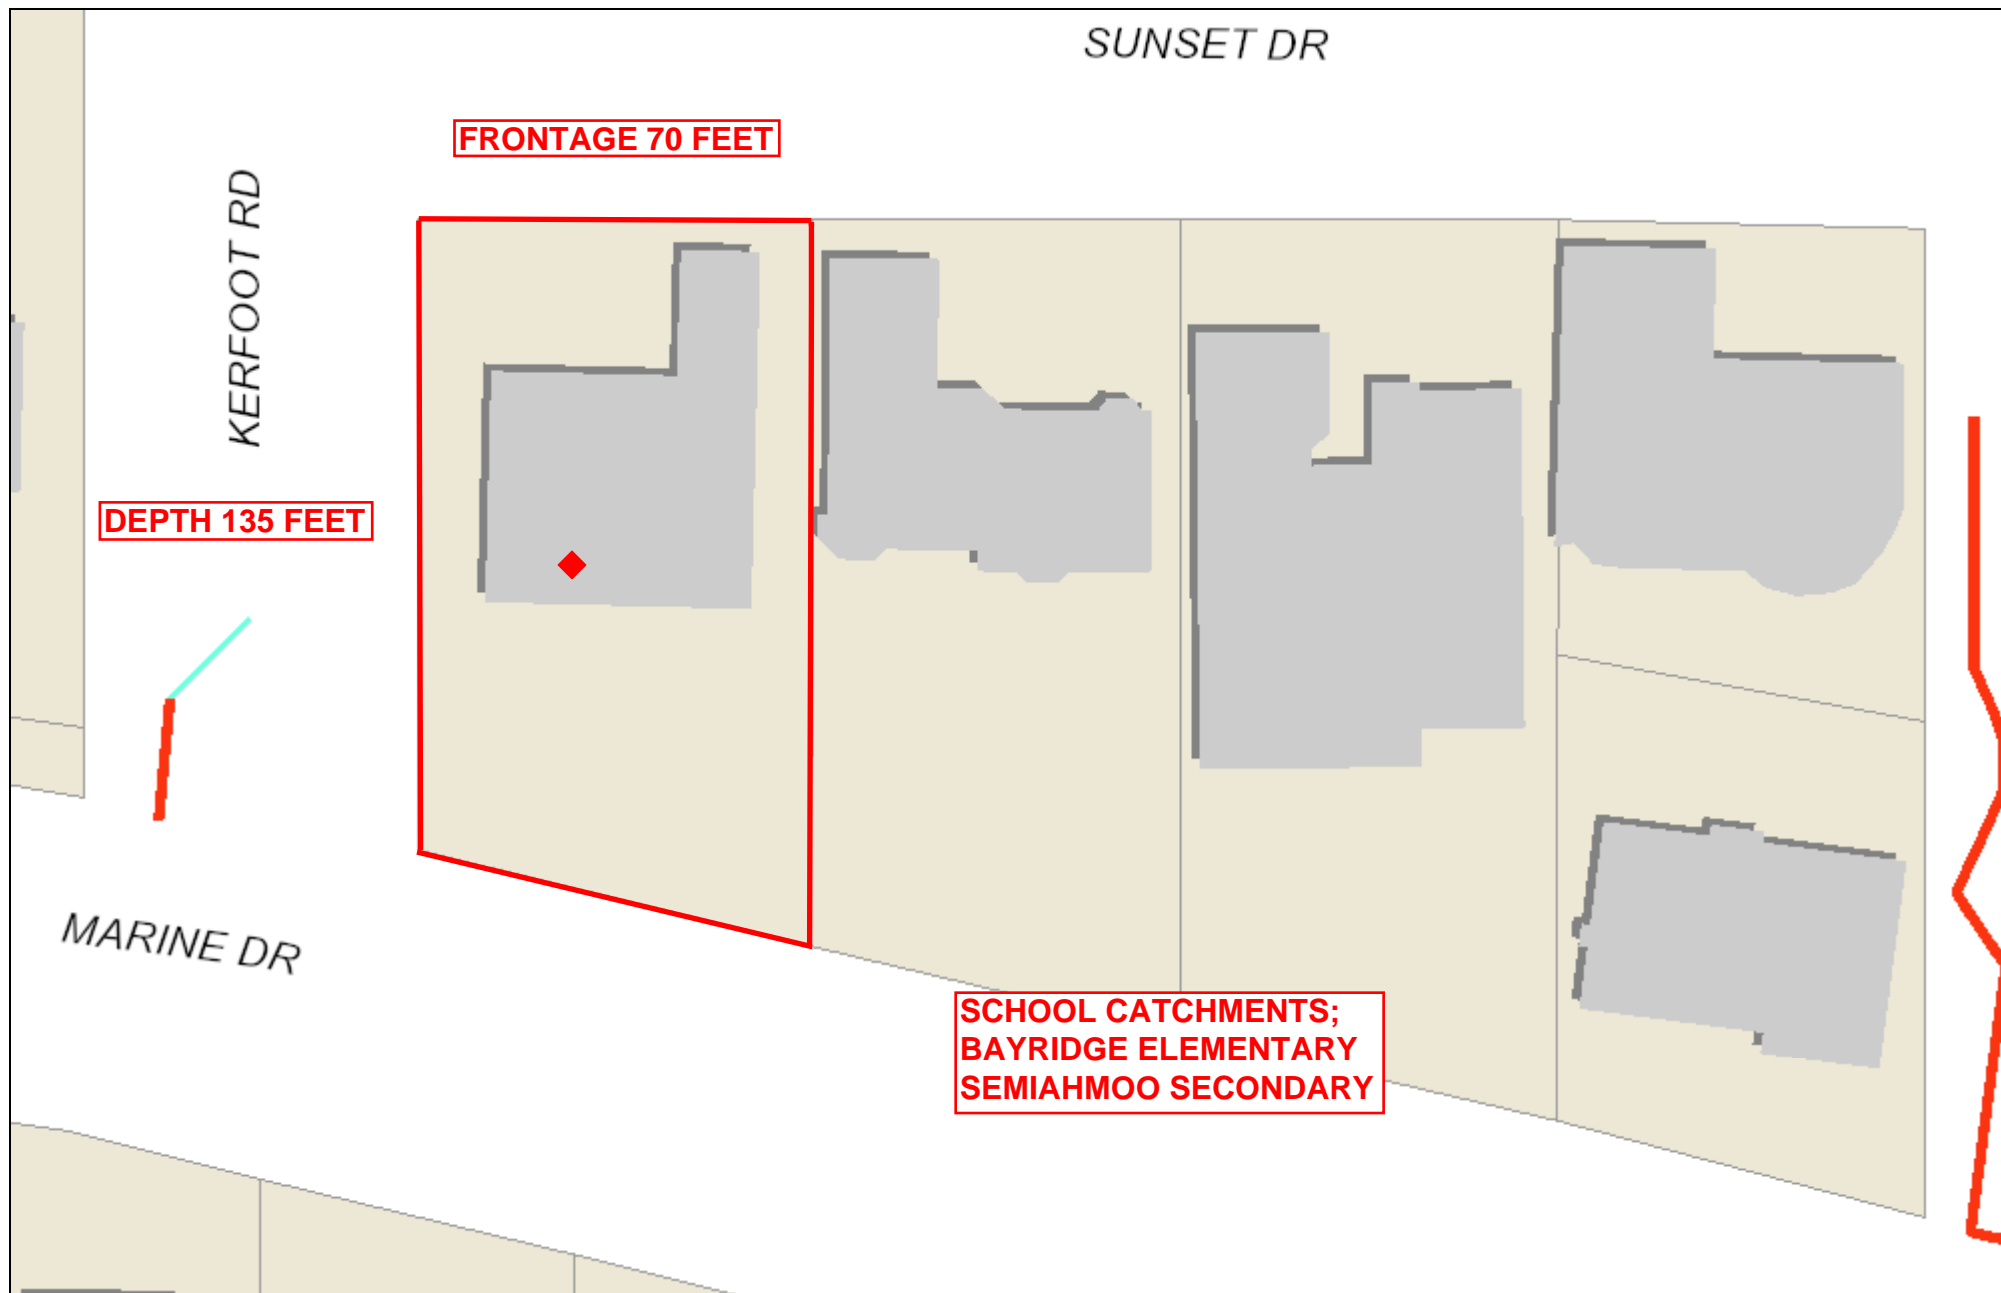 SUNSET DR
FRONTAGE 70 FEET
KERFOOT RD
DEPTH 135 FEET
MARINE DR
SCHOOL CATCHMENTS;
BAYRIDGE ELEMENTARY
SEMIAHMOO SECONDARY